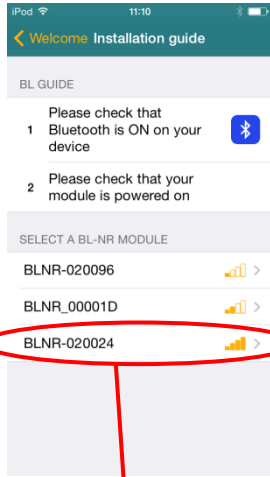 iPod 11:10
Welcome Installation guide
BL GUIDE
1 Please check that
Bluetooth is ON on your
device
2 Please check that your
module is powered on
SELECT A BL-NR MODULE
BLNR-020096
BLNR_00001D
BLNR-020024